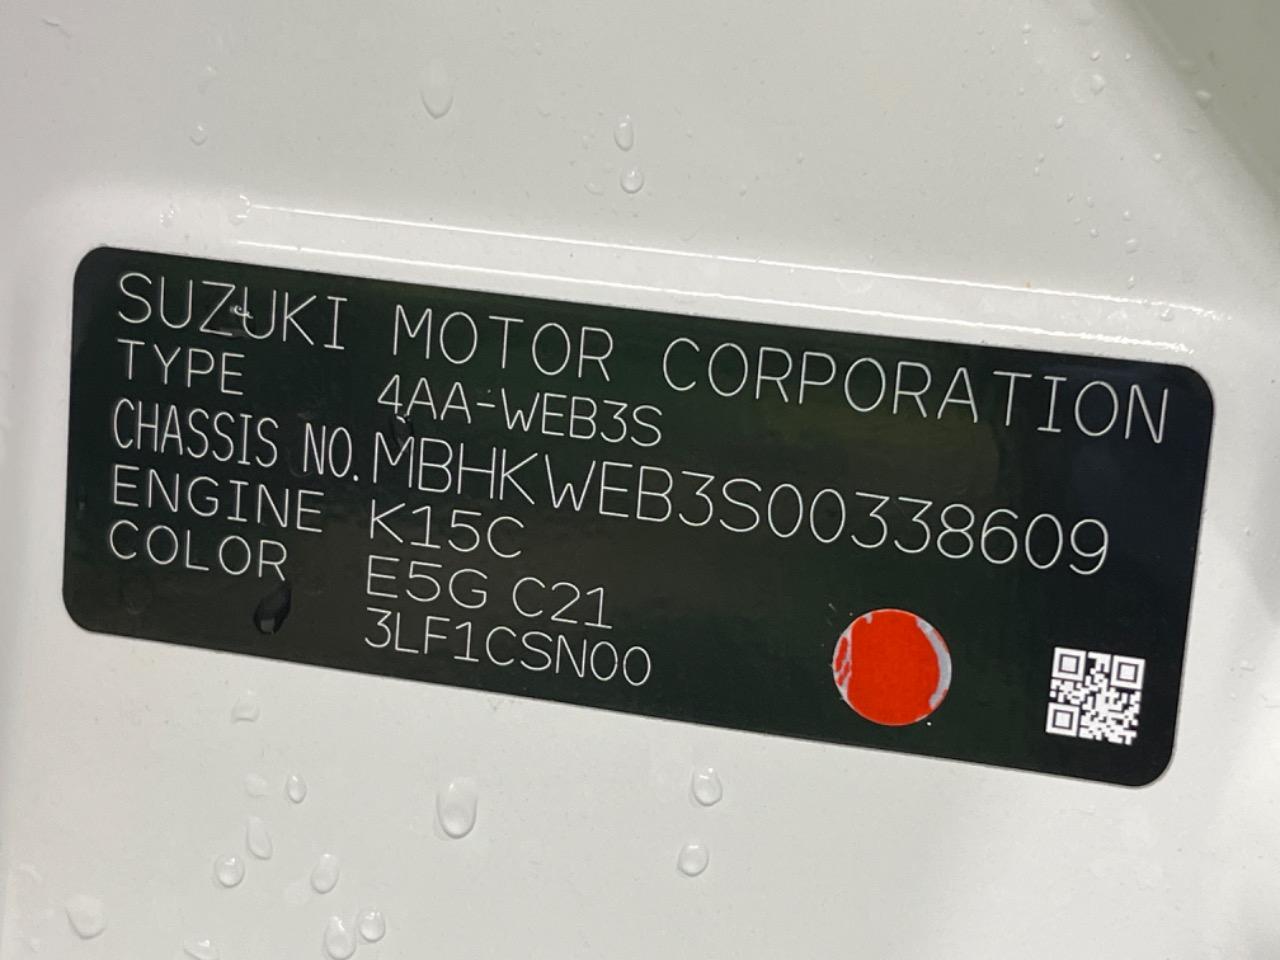 SUZUKI MOTOR CORPORATION
TYPE 4AA-WEB3S
CHASSIS NO. MBHKWEB3S00338609
ENGINE K15C
COLOR E5G C21
3LF1CSN00